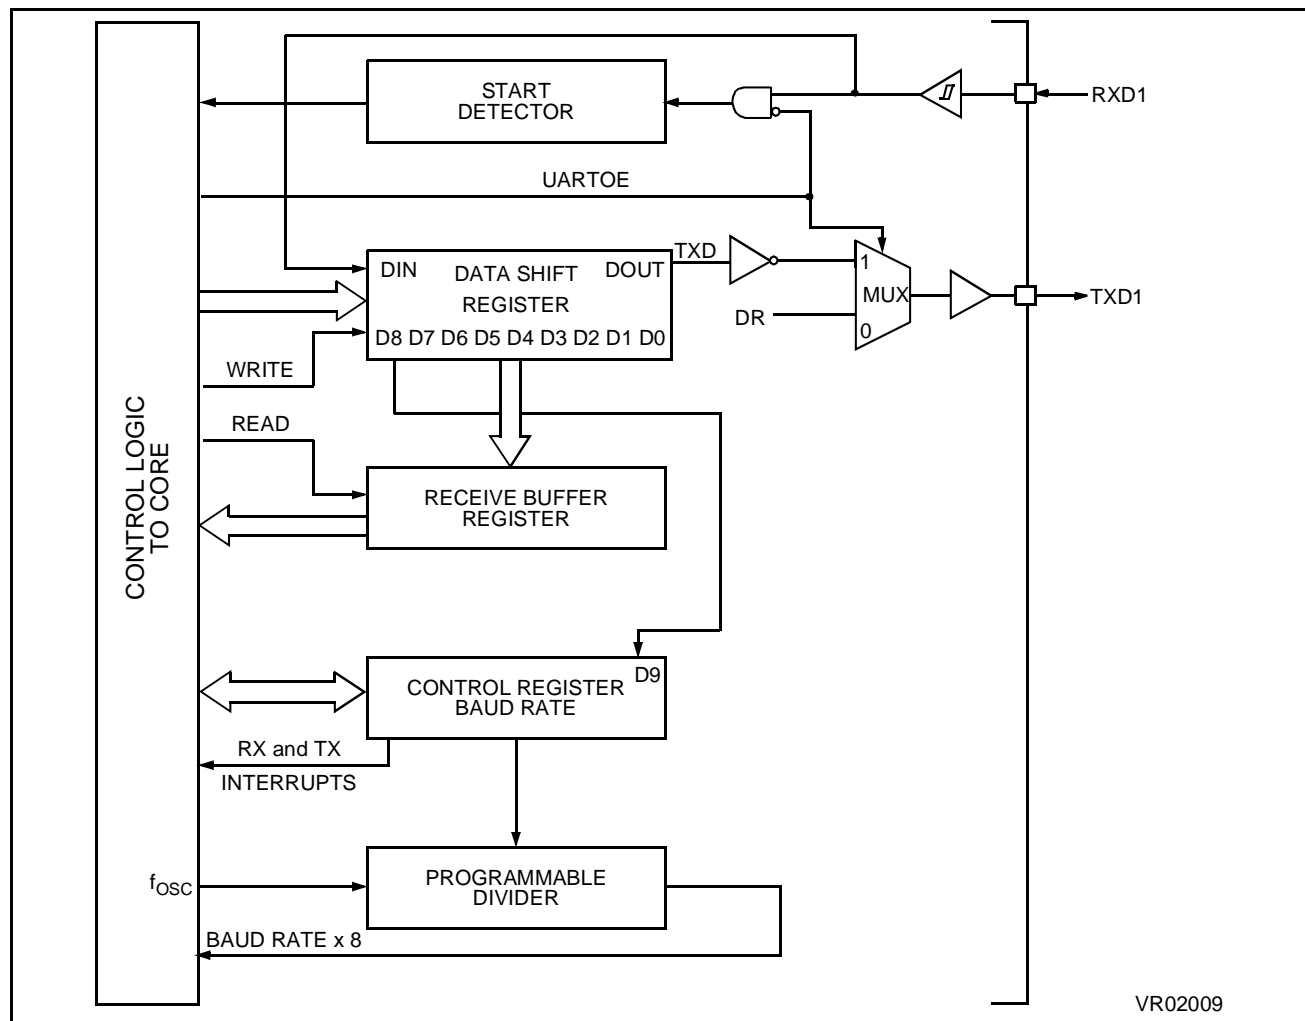 START
DETECTOR
RXD1
UARTOE
TXD
DIN
DATA SHIFT
DOUT
REGISTER
D8 D7 D6 D5 D4 D3 D2 D1 D0
1
MUX
0
DR
TXD1
WRITE
READ
CONTROL LOGIC
TO CORE
RECEIVE BUFFER
REGISTER
D9
CONTROL REGISTER
BAUD RATE
RX and TX
INTERRUPTS
PROGRAMMABLE
DIVIDER
fOSC
BAUD RATE x 8
VR02009